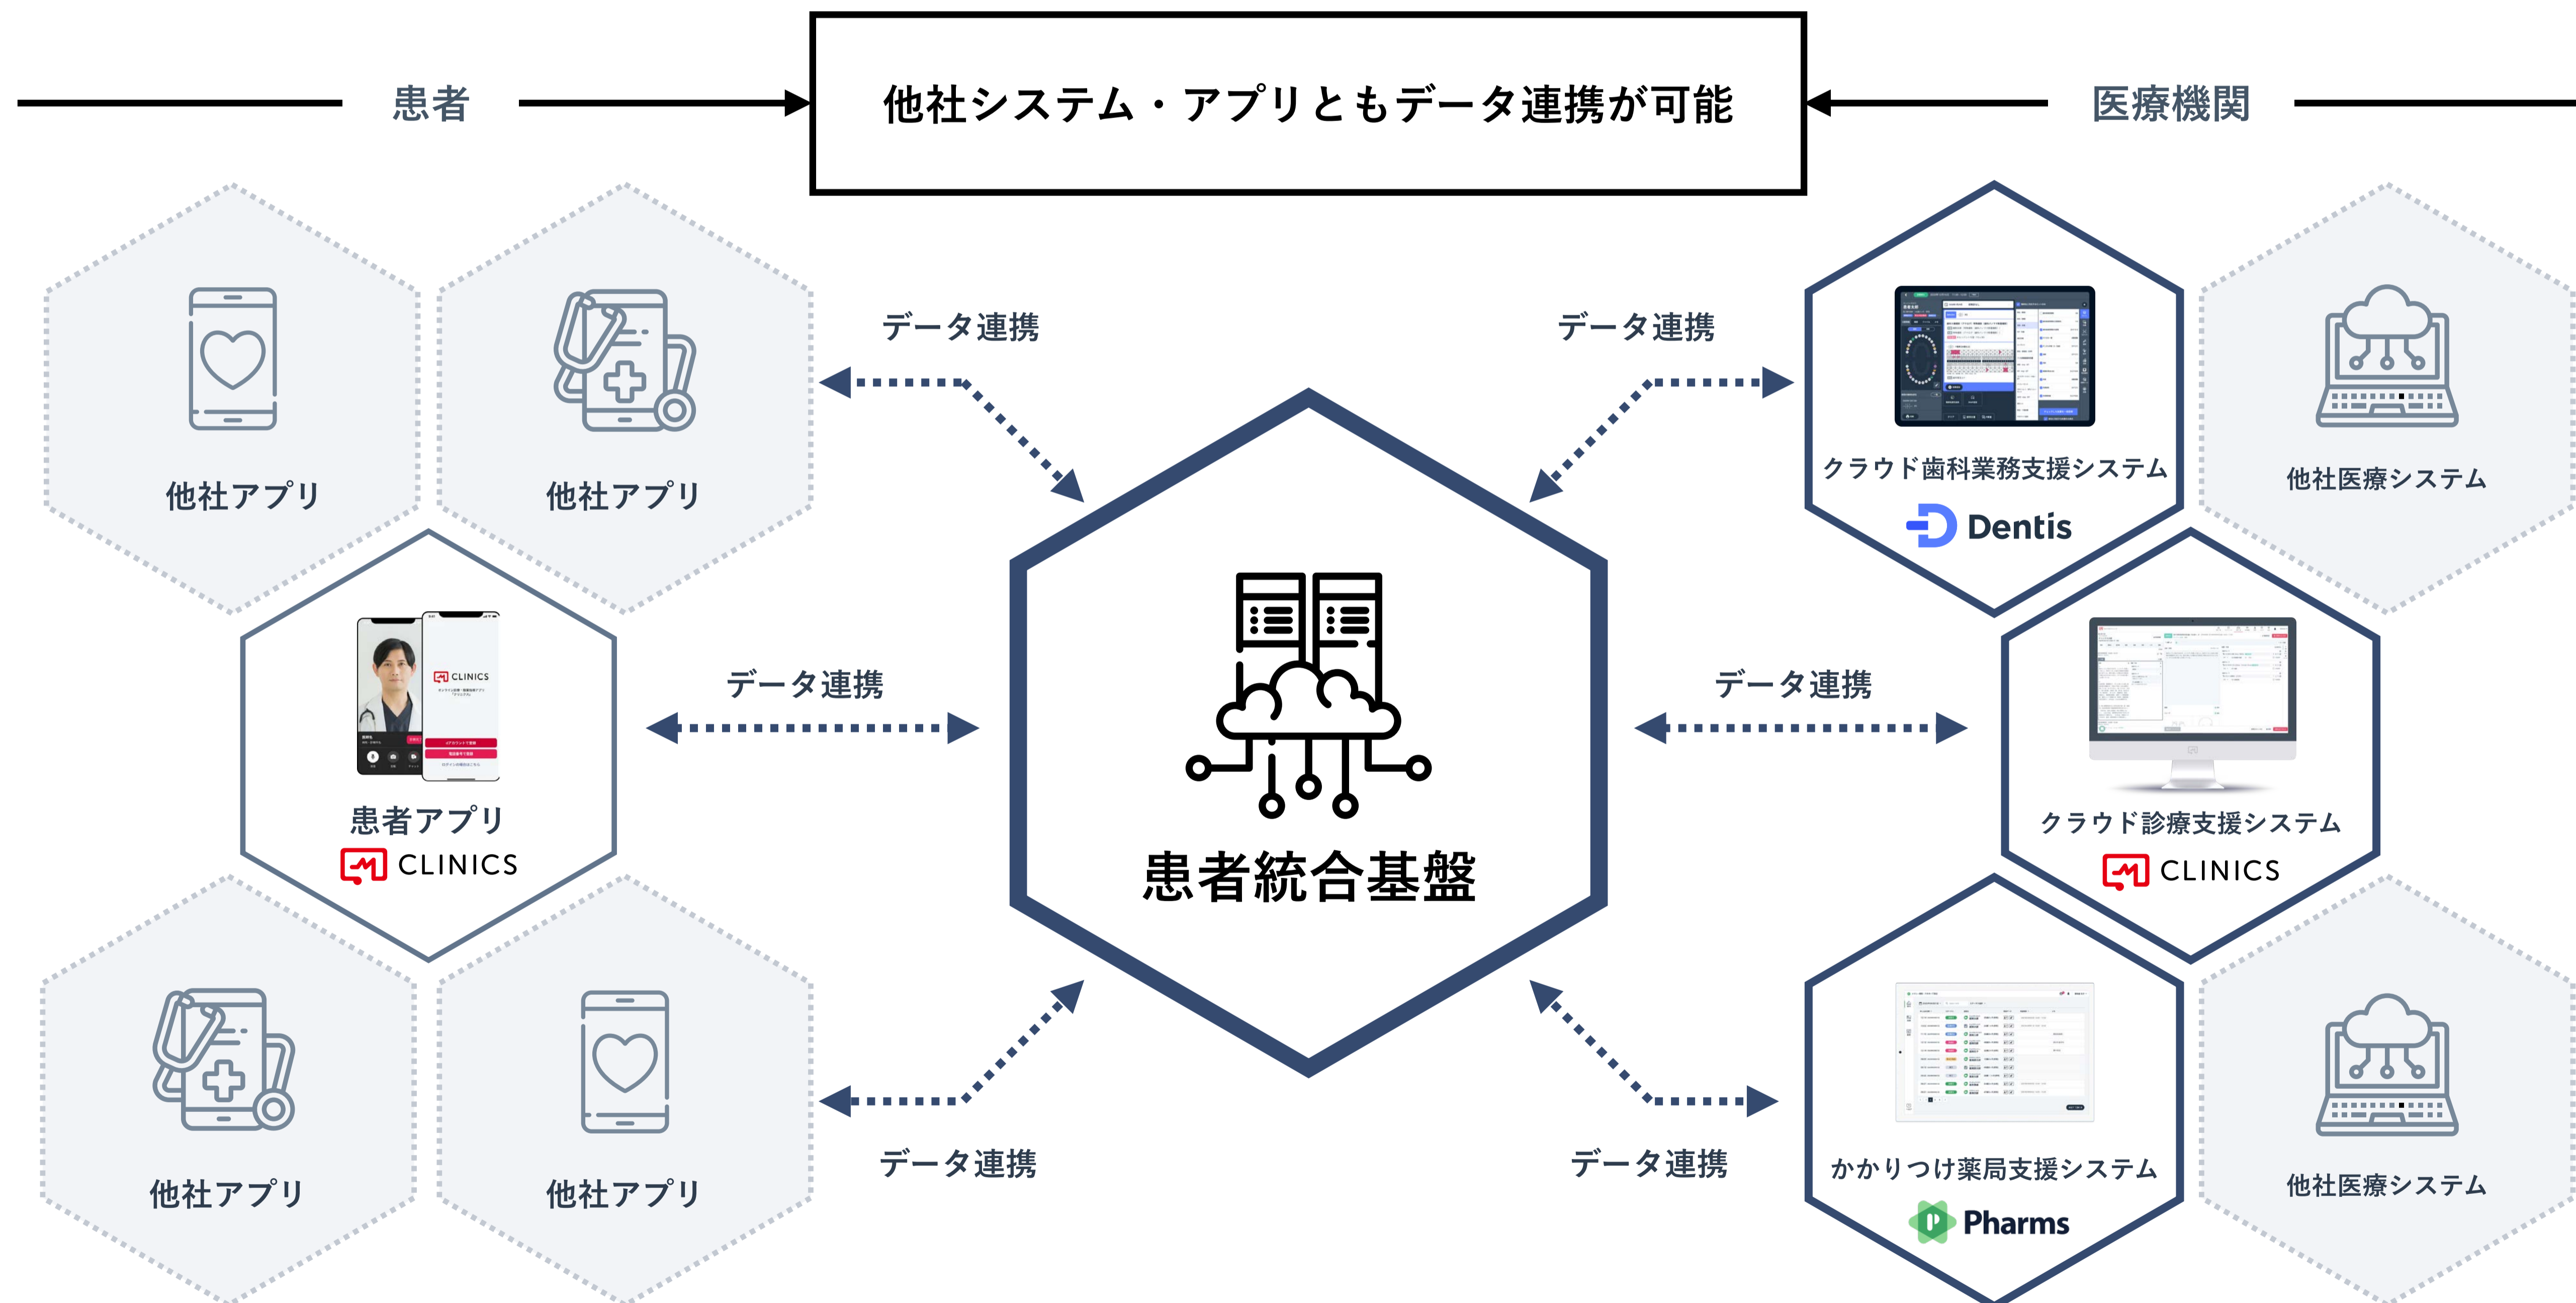 患者
他社システム・アプリともデータ連携が可能
医療機関
他社アプリ
他社アプリ
データ連携
データ連携
クラウド歯科業務支援システム
Dentis
他社医療システム
CLINICS
患者アプリ
CLINICS
データ連携
患者統合基盤
データ連携
クラウド診療支援システム
CLINICS
他社アプリ
他社アプリ
データ連携
データ連携
かかりつけ薬局支援システム
Pharms
他社医療システム